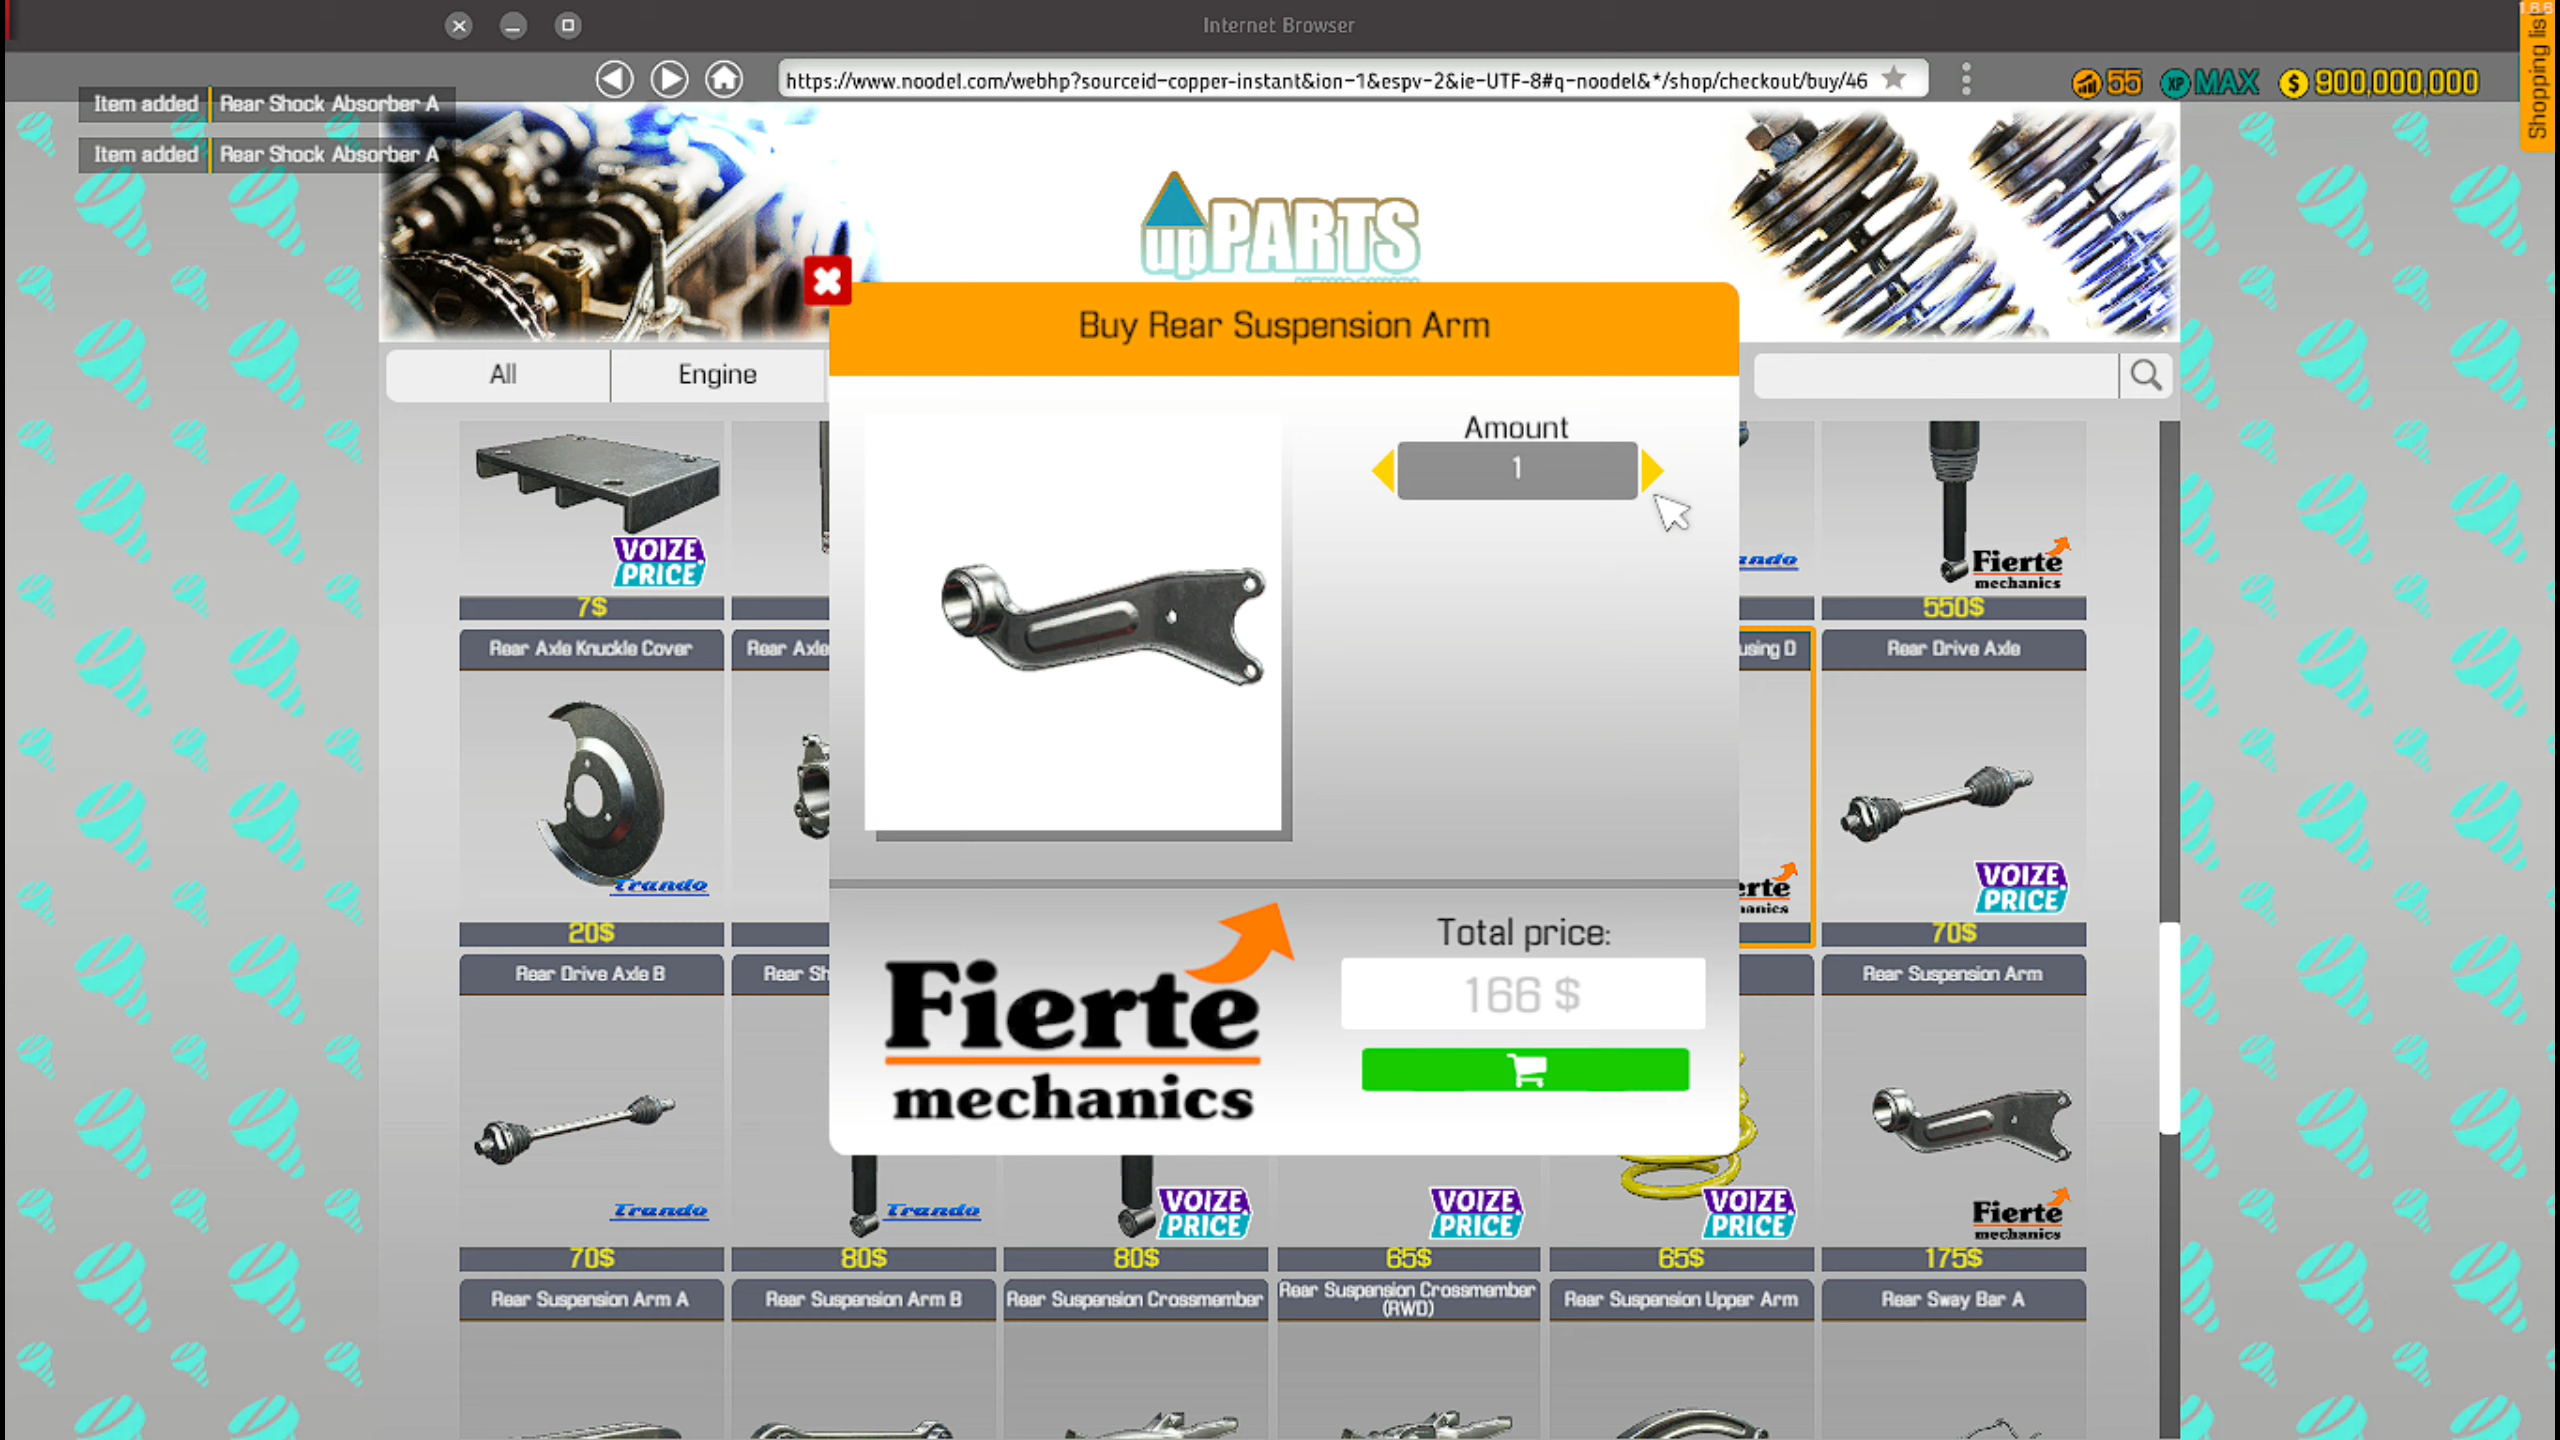 Internet Browser
https://www.noodel.com/webhp?sourceid-copper-instant&ion-1&espv-2&ie-UTF-8#q-noodel&*/shop/checkout/buy/46
55
XP MAX
$ 900,000,000
Shopping list
Item added | Rear Shock Absorber A
Item added | Rear Shock Absorber A
upPARTS
Buy Rear Suspension Arm
All
Engine
Amount
1
VOIZE PRICE
Fierte mechanics
7$
550$
Rear Axle Knuckle Cover
Rear Axle
using D
Rear Drive Axle
Trando
VOIZE PRICE
20$
70$
Fierte
mechanics
Total price:
166 $
Rear Drive Axle B
Rear Sh
Rear Suspension Arm
Trando
Trando
VOIZE PRICE
VOIZE PRICE
VOIZE PRICE
Fierte mechanics
70$
80$
80$
65$
65$
175$
Rear Suspension Arm A
Rear Suspension Arm B
Rear Suspension Crossmember
Rear Suspension Crossmember
(RWD)
Rear Suspension Upper Arm
Rear Sway Bar A